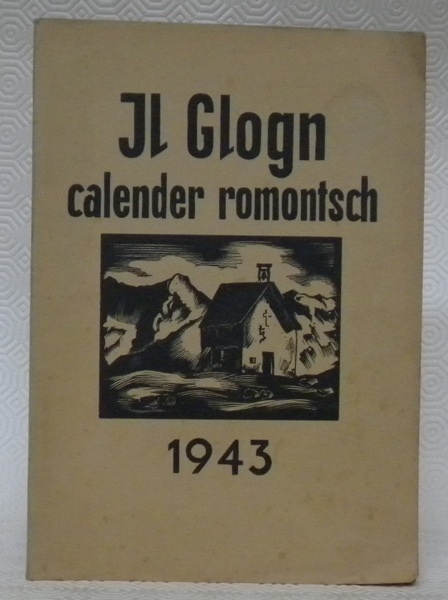 Il Glogn
calender romontsch
1943